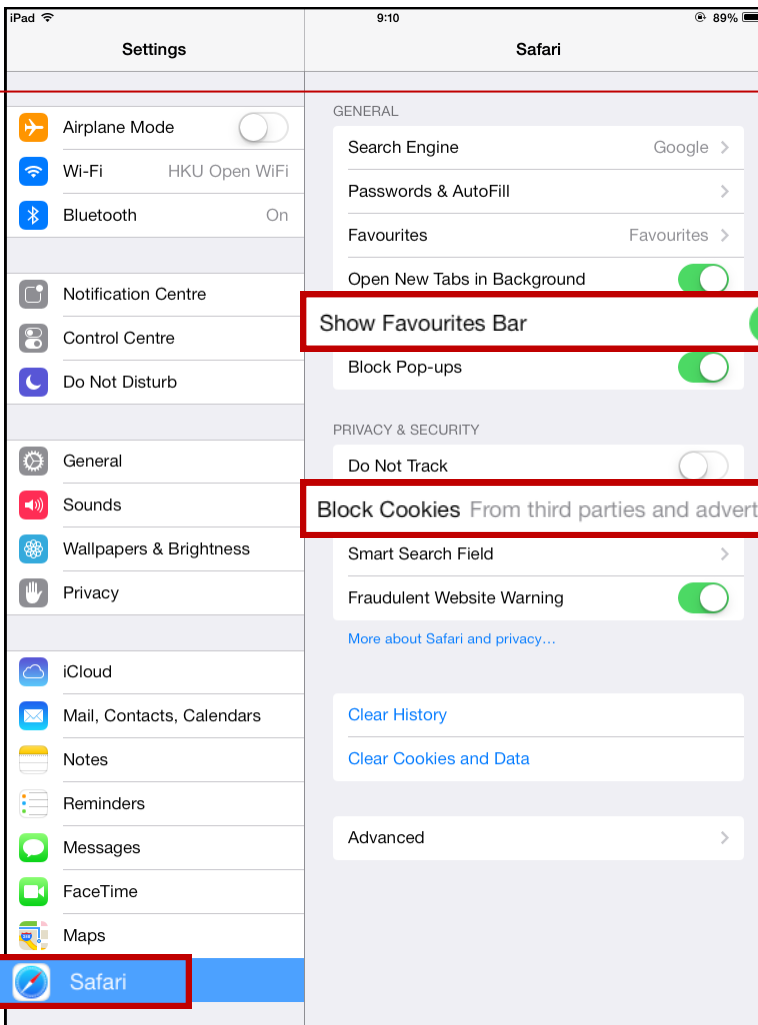 iPad 9:10 89%
Settings
Safari
Airplane Mode
Wi-Fi HKU Open WiFi
Bluetooth On
Notification Centre
Control Centre
Do Not Disturb
General
Sounds
Wallpapers & Brightness
Privacy
iCloud
Mail, Contacts, Calendars
Notes
Reminders
Messages
FaceTime
Maps
Safari
GENERAL
Search Engine Google
Passwords & AutoFill
Favourites Favourites
Open New Tabs in Background
Show Favourites Bar
Block Pop-ups
PRIVACY & SECURITY
Do Not Track
Block Cookies From third parties and advert
Smart Search Field
Fraudulent Website Warning
More about Safari and privacy…
Clear History
Clear Cookies and Data
Advanced